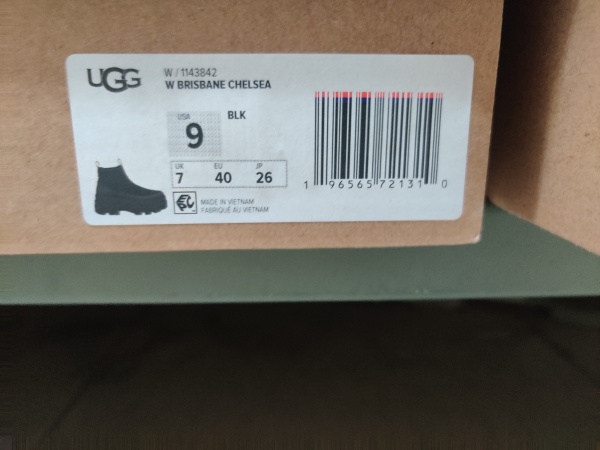 UGG
W / 1143842
W BRISBANE CHELSEA
USA
9
BLK
UK EU JP
7 40 26
MADE IN VIETNAM
FABRIQUÉ AU VIETNAM
1 96565 72131 0